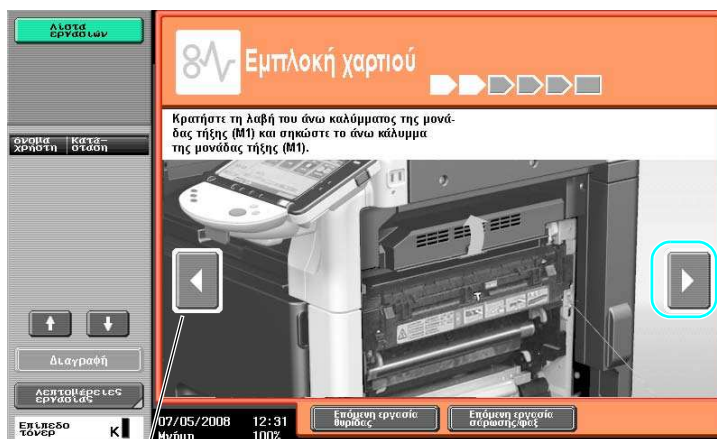 Λίστα
εργασιών
Εμπλοκή χαρτιού
Κρατήστε τη λαβή του άνω καλύμματος της μονά-
δας τήξης (M1) και σηκώστε το άνω κάλυμμα
της μονάδας τήξης (M1).
όνομα χρήστη
Κατά-
σταση
Διαγραφή
Λεπτομέρειες
εργασίας
Επίπεδο
τόνερ
K
07/05/2008 12:31
Μνήμη 100%
Επόμενη εργασία
θυρίδας
Επόμενη εργασία
σάρωσης/φαξ